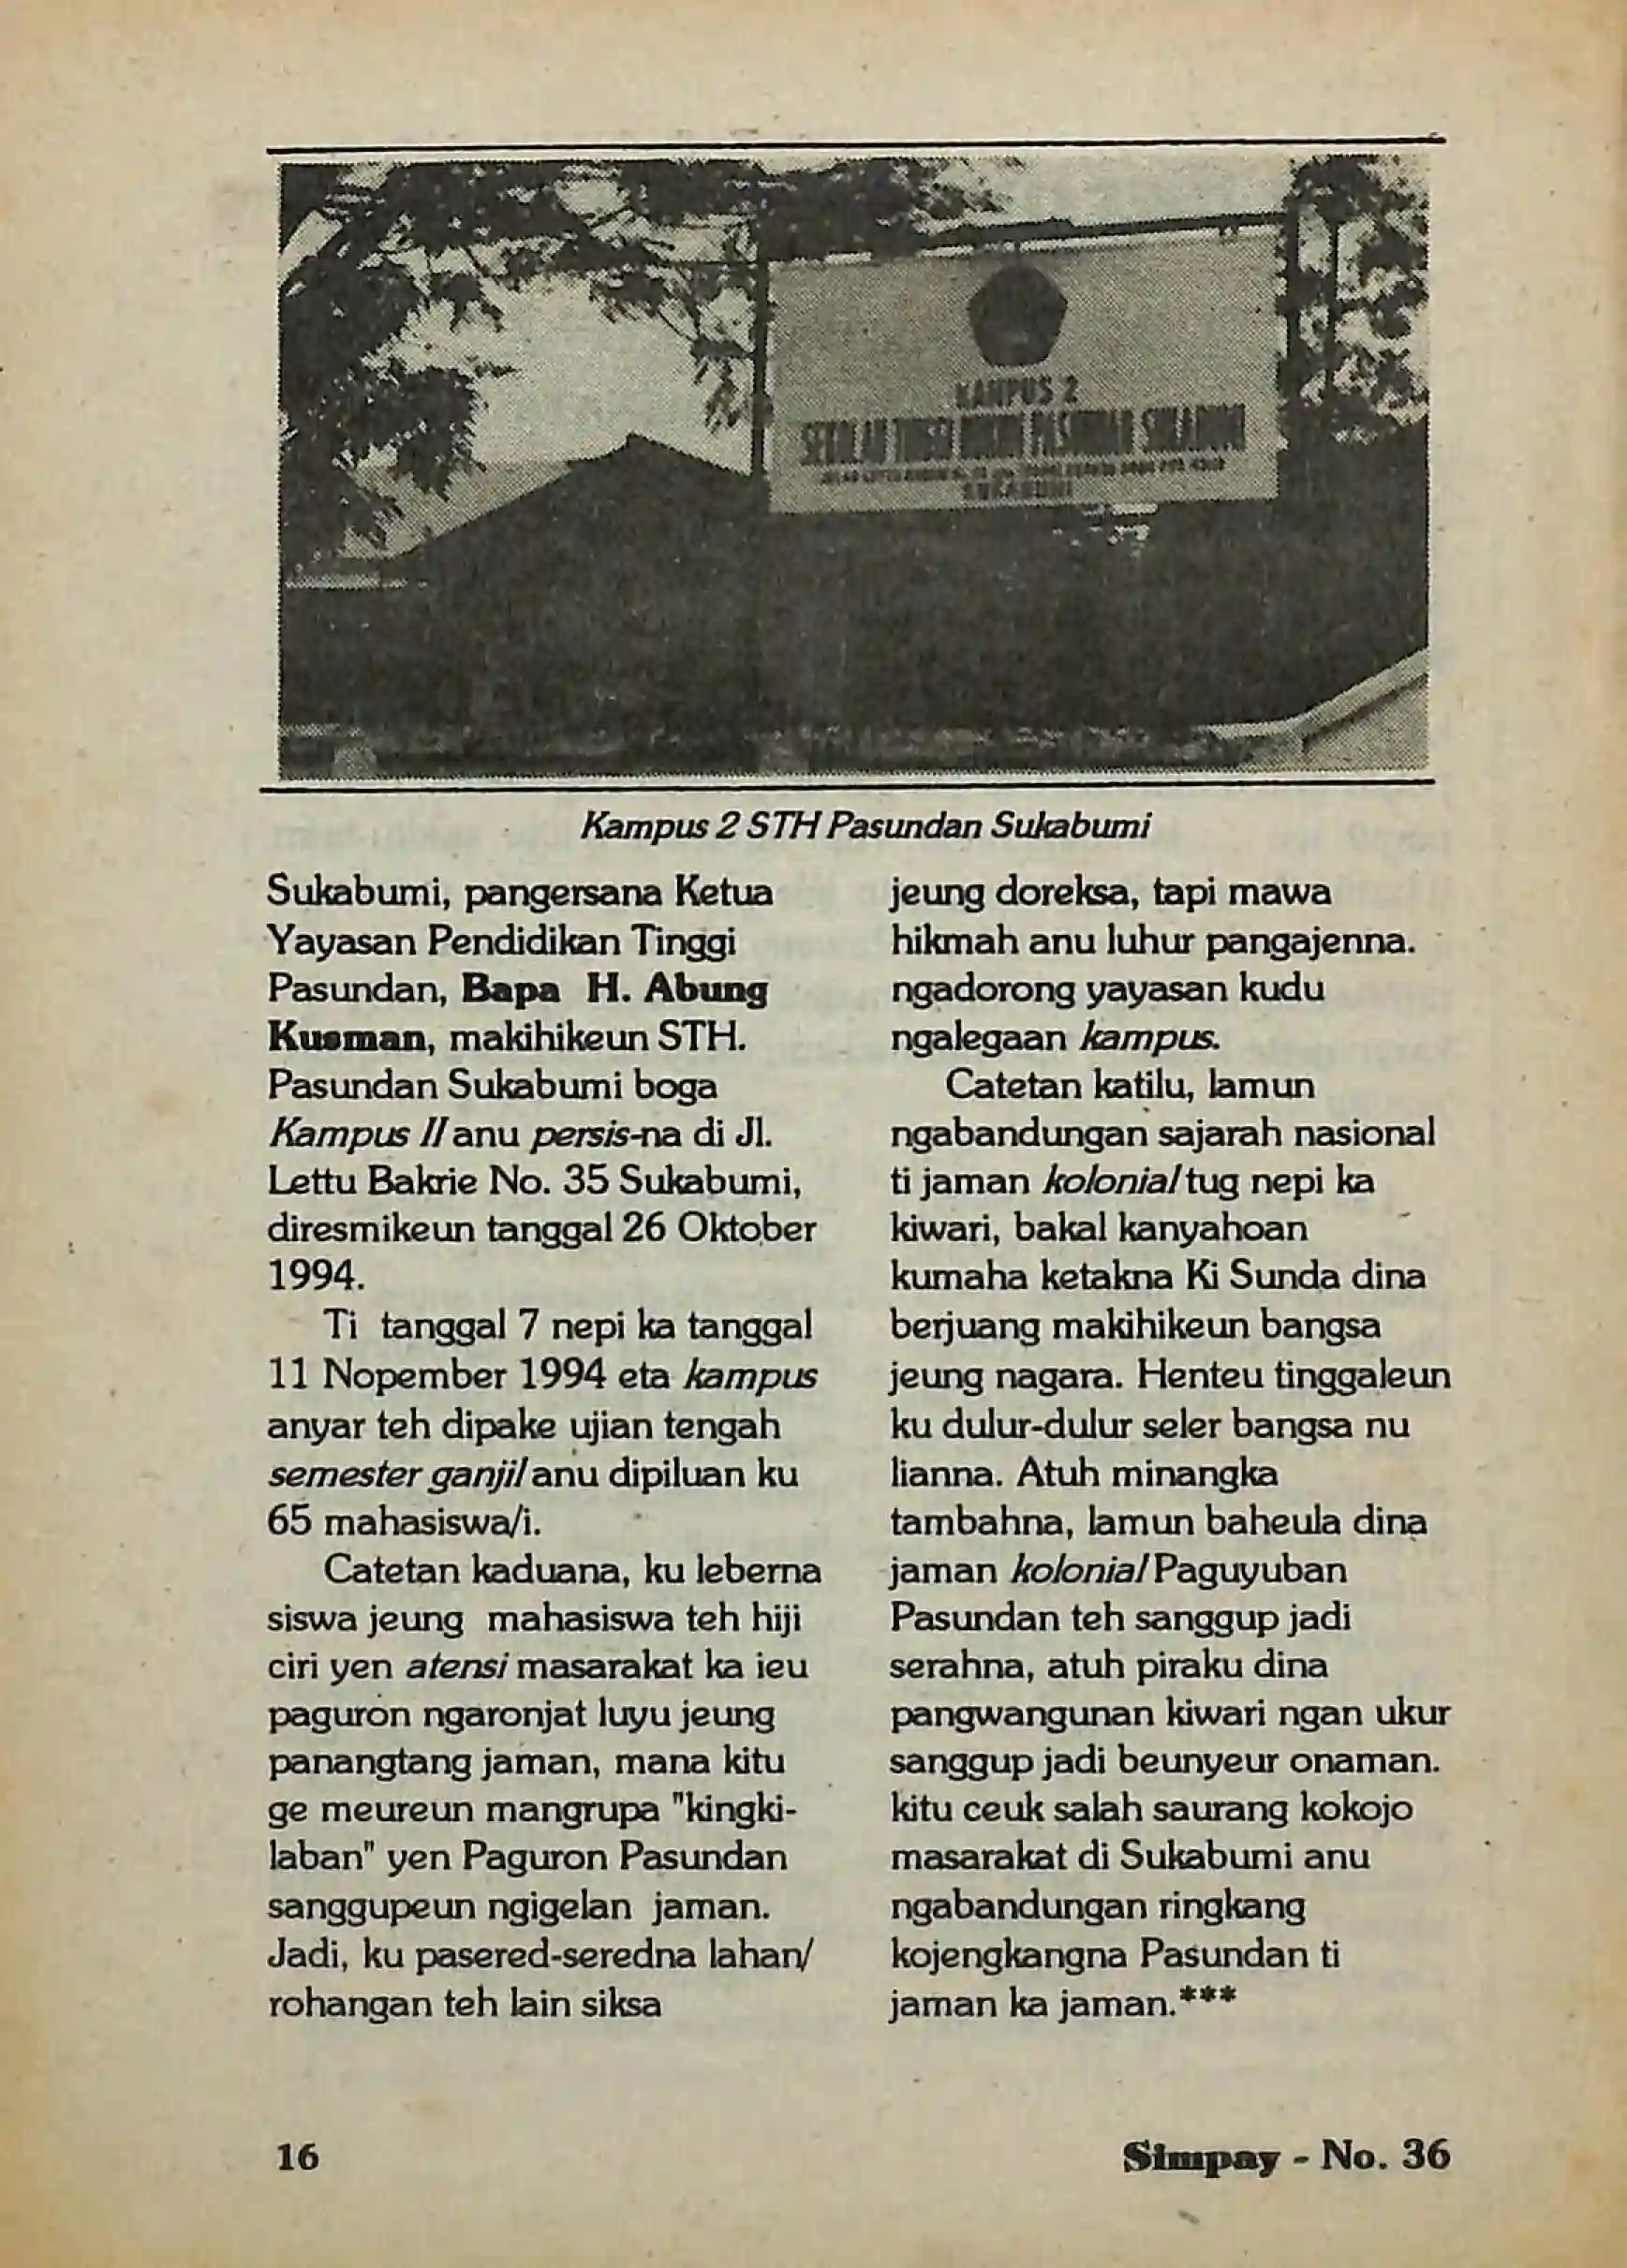 KAMPUS 2
SEKOLAH TINGGI HUKUM PASUNDAN SUKABUMI
SUKABUMI
Kampus 2 STH Pasundan Sukabumi
Sukabumi, pangersana Ketua
Yayasan Pendidikan Tinggi
Pasundan, Bapa H. Abung
Kusman, makihikeun STH.
Pasundan Sukabumi boga
Kampus II anu persis-na di Jl.
Lettu Bakrie No. 35 Sukabumi,
diresmikeun tanggal 26 Oktober
1994.
Ti tanggal 7 nepi ka tanggal
11 Nopember 1994 eta kampus
anyar teh dipake ujian tengah
semester ganjil anu dipiluan ku
65 mahasiswa/i.
Catetan kaduana, ku leberna
siswa jeung mahasiswa teh hiji
ciri yen atensi masarakat ka ieu
paguron ngaronjat luyu jeung
panangtang jaman, mana kitu
ge meureun mangrupa "kingki-
laban" yen Paguron Pasundan
sanggupeun ngigelan jaman.
Jadi, ku pasered-seredna lahan/
rohangan teh lain siksa
jeung doreksa, tapi mawa
hikmah anu luhur pangajenna.
ngadorong yayasan kudu
ngalegaan kampus.
Catetan katilu, lamun
ngabandungan sajarah nasional
ti jaman kolonial tug nepi ka
kiwari, bakal kanyahoan
kumaha ketakna Ki Sunda dina
berjuang makihikeun bangsa
jeung nagara. Henteu tinggaleun
ku dulur-dulur seler bangsa nu
lianna. Atuh minangka
tambahna, lamun baheula dina
jaman kolonial Paguyuban
Pasundan teh sanggup jadi
serahna, atuh piraku dina
pangwangunan kiwari ngan ukur
sanggup jadi beunyeur onaman.
kitu ceuk salah saurang kokojo
masarakat di Sukabumi anu
ngabandungan ringkang
kojengkangna Pasundan ti
jaman ka jaman.***
16
Simpay - No. 36